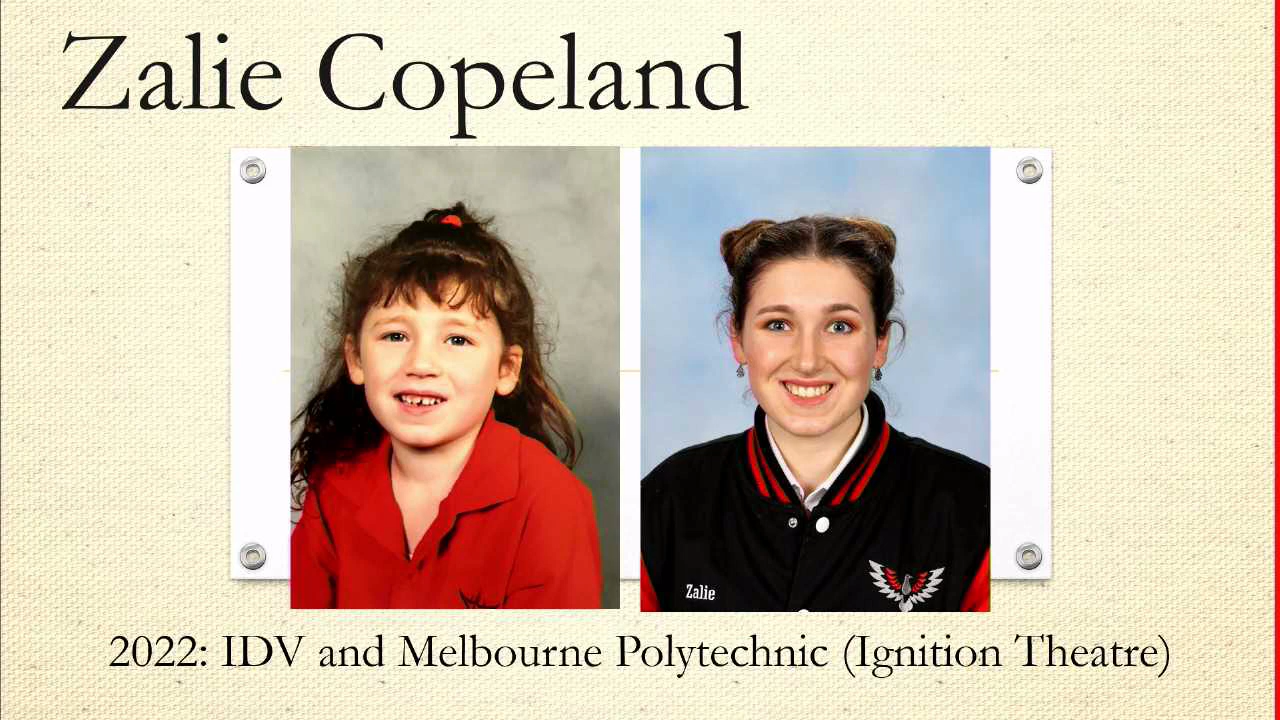 Zalie Copeland
Zalie
2022: IDV and Melbourne Polytechnic (Ignition Theatre)